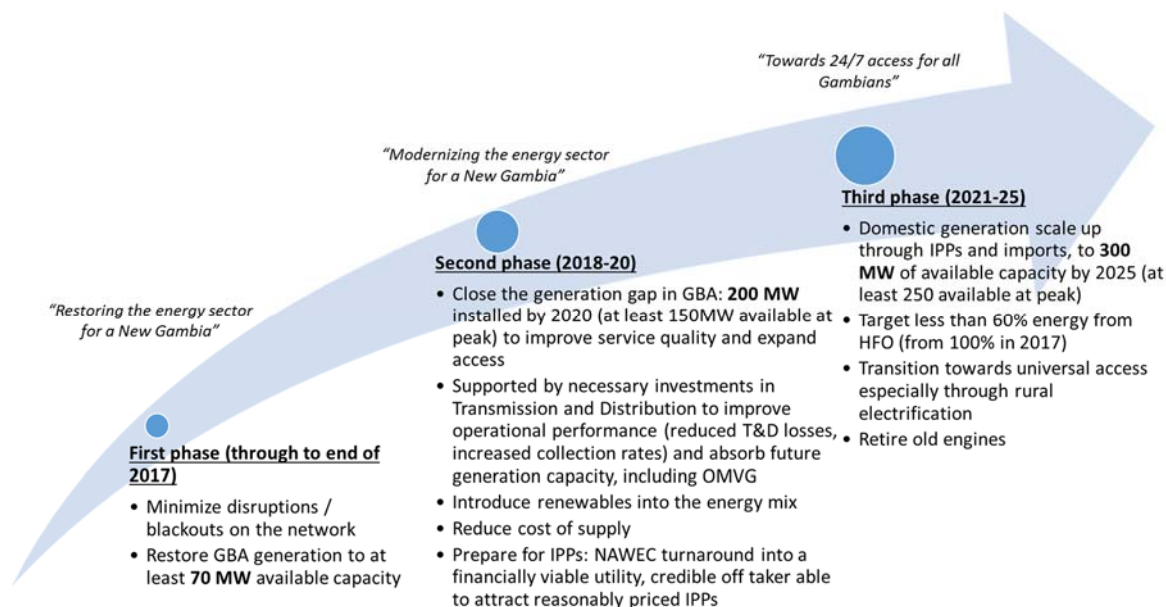 “Restoring the energy sector
for a New Gambia”
First phase (through to end of
2017)
• Minimize disruptions /
blackouts on the network
• Restore GBA generation to at
least 70 MW available capacity
“Modernizing the energy sector
for a New Gambia”
Second phase (2018-20)
• Close the generation gap in GBA: 200 MW
installed by 2020 (at least 150MW available at
peak) to improve service quality and expand
access
• Supported by necessary investments in
Transmission and Distribution to improve
operational performance (reduced T&D losses,
increased collection rates) and absorb future
generation capacity, including OMVG
• Introduce renewables into the energy mix
• Reduce cost of supply
• Prepare for IPPs: NAWEC turnaround into a
financially viable utility, credible off taker able
to attract reasonably priced IPPs
“Towards 24/7 access for all
Gambians”
Third phase (2021-25)
• Domestic generation scale up
through IPPs and imports, to 300
MW of available capacity by 2025 (at
least 250 available at peak)
• Target less than 60% energy from
HFO (from 100% in 2017)
• Transition towards universal access
especially through rural
electrification
• Retire old engines